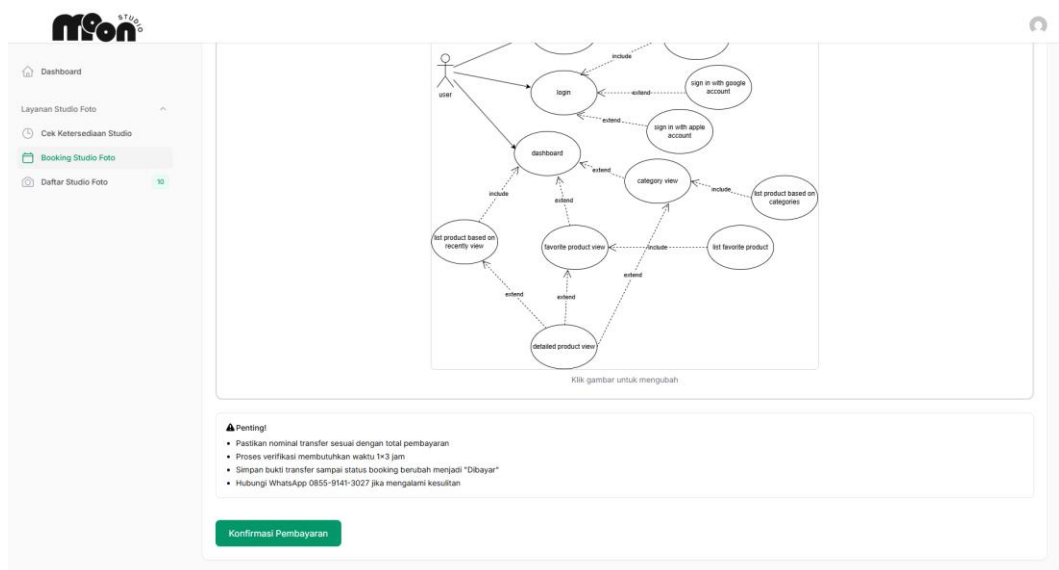 MOON
STUDIO
Dashboard
Layanan Studio Foto
Cek Ketersediaan Studio
Booking Studio Foto
Daftar Studio Foto 10
include
user
login
extend
sign in with google
account
extend
sign in with apple
account
dashboard
extend
category view
include
list product based on
categories
include
extend
list product based on
recently view
favorite product view
include
list favorite product
extend
extend
extend
detailed product view
Klik gambar untuk mengubah
Penting!
Pastikan nominal transfer sesuai dengan total pembayaran
Proses verifikasi membutuhkan waktu 1×3 jam
Simpan bukti transfer sampai status booking berubah menjadi "Dibayar"
Hubungi WhatsApp 0855-9141-3027 jika mengalami kesulitan
Konfirmasi Pembayaran